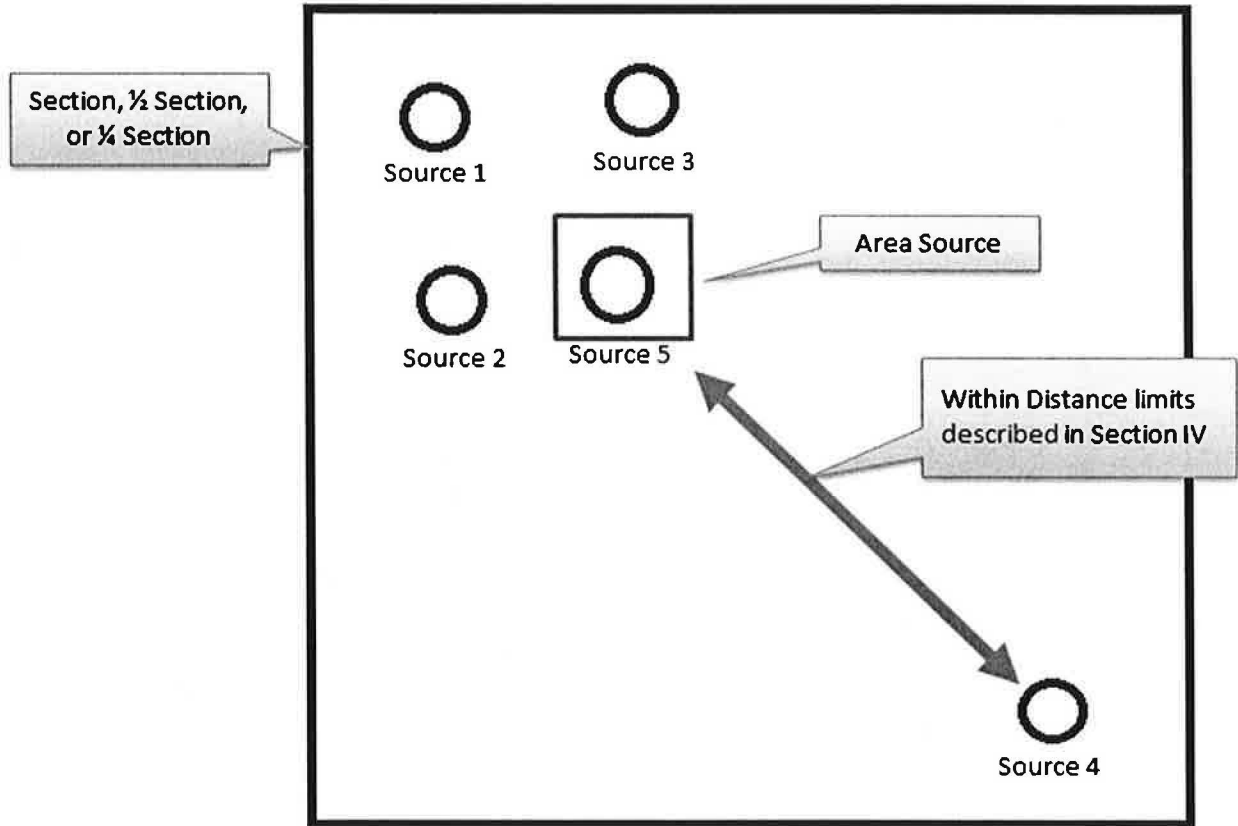 Section, ½ Section,
or ¼ Section
Source 1
Source 3
Area Source
Source 2
Source 5
Within Distance limits
described in Section IV
Source 4